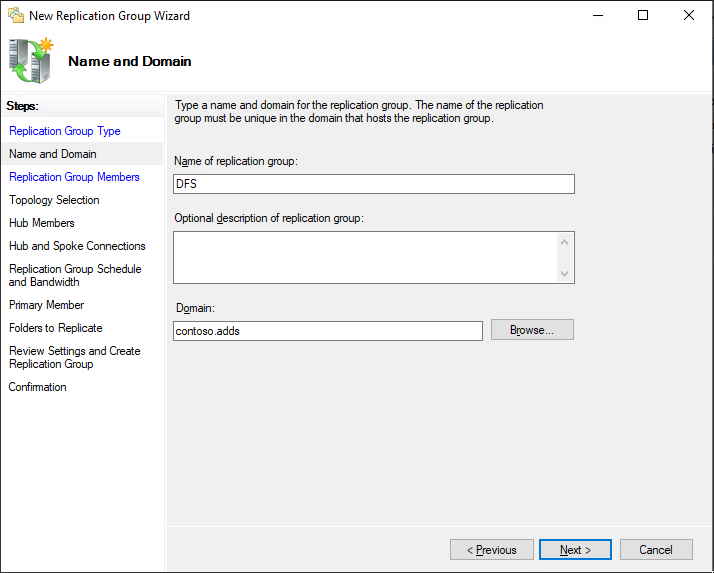 New Replication Group Wizard
Name and Domain
Steps:
Replication Group Type
Name and Domain
Replication Group Members
Topology Selection
Hub Members
Hub and Spoke Connections
Replication Group Schedule
and Bandwidth
Primary Member
Folders to Replicate
Review Settings and Create
Replication Group
Confirmation
Type a name and domain for the replication group. The name of the replication
group must be unique in the domain that hosts the replication group.
Name of replication group:
DFS
Optional description of replication group:
Domain:
contoso.adds
Browse...
< Previous
Next >
Cancel